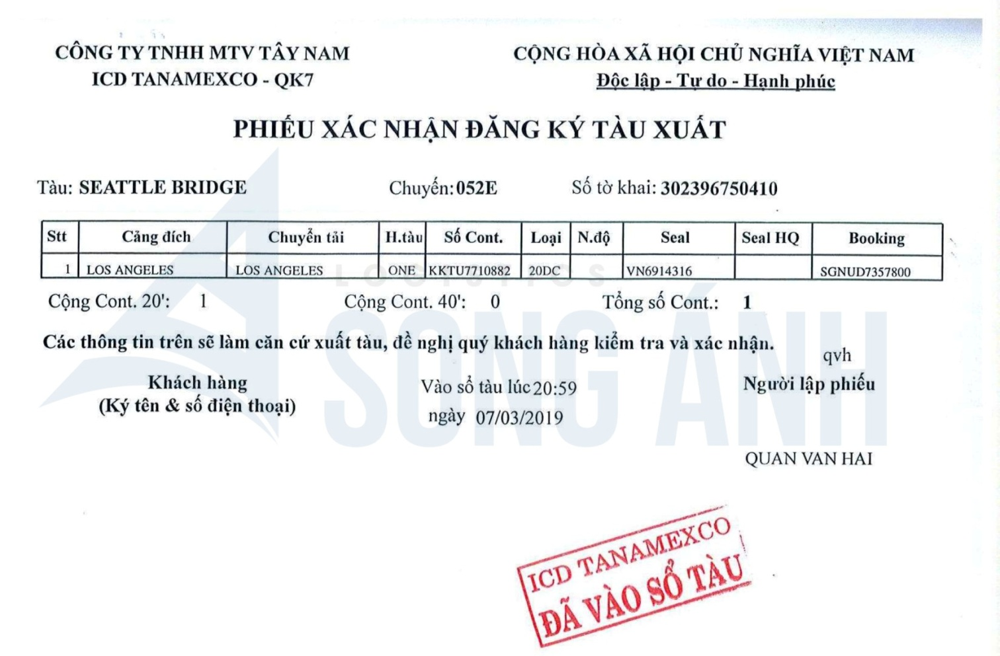 CÔNG TY TNHH MTV TÂY NAM
ICD TANAMEXCO - QK7
CỘNG HÒA XÃ HỘI CHỦ NGHĨA VIỆT NAM
Độc lập - Tự do - Hạnh phúc
PHIẾU XÁC NHẬN ĐĂNG KÝ TÀU XUẤT
Tàu: SEATTLE BRIDGE Chuyến: 052E Số tờ khai: 302396750410
Stt Cảng đích Chuyển tải H.tàu Số Cont. Loại N.độ Seal Seal HQ Booking
1 LOS ANGELES LOS ANGELES ONE KKTU7710882 20DC VN6914316 SGNUD7357800
LOGISTICS
Cộng Cont. 20': 1 Cộng Cont. 40': 0 Tổng số Cont.: 1
SONG ÁNH
Các thông tin trên sẽ làm căn cứ xuất tàu, đề nghị quý khách hàng kiểm tra và xác nhận.
qvh
Khách hàng Vào sổ tàu lúc 20:59 Người lập phiếu
(Ký tên & số điện thoại) ngày 07/03/2019
QUAN VAN HAI
ICD TANAMEXCO
ĐÃ VÀO SỔ TÀU